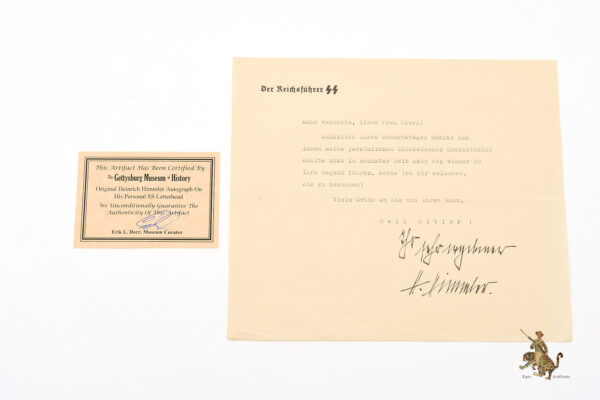 This Artifact Has Been Certified By
The Gettysburg Museum of History
Original Heinrich Himmler Autograph On
His Personal SS Letterhead
We Unconditionally Guarantee The
Authenticity Of This Artifact
Erik L. Dorr, Museum Curator
Der Reichsführer SS
Sehr verehrte, liebe Frau
anläßlich Ihres Geburtstages möchte ich
Ihnen meine persönlichen Glückwünsche übermitteln!
Sollte mich in nächster Zeit mein Weg wieder in
Ihre Gegend führen, werde ich mir erlauben,
Sie zu besuchen!
Viele Grüße an Sie und Ihren Mann,
Heil Hitler !
Ihr sehr ergebener
H. Himmler.
Epic Artifacts